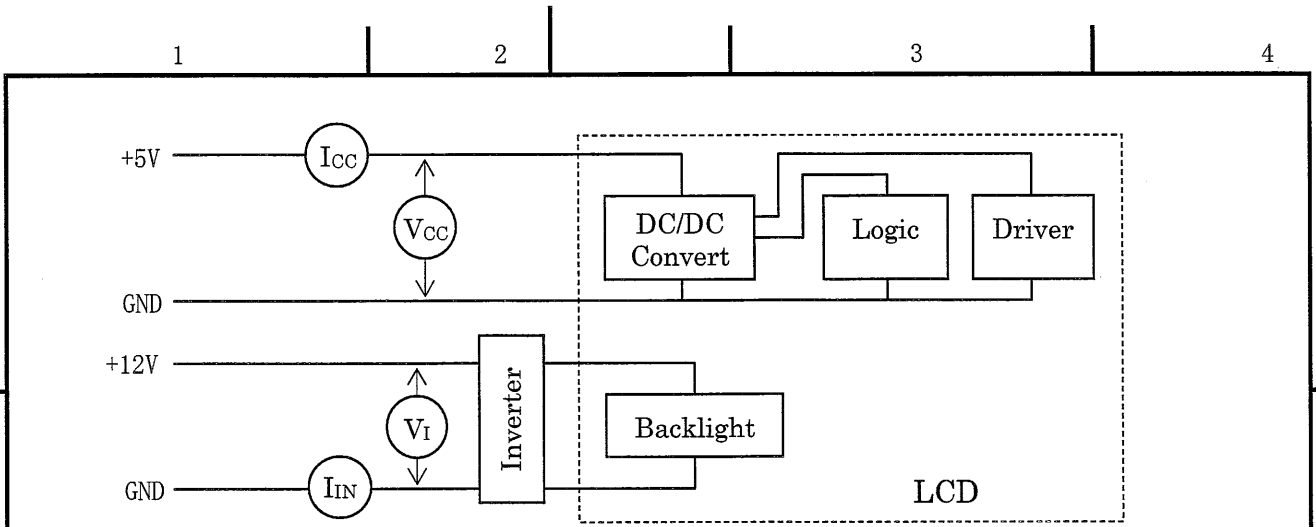 1 2 3 4
+5V
ICC
VCC
DC/DC
Convert
Logic
Driver
GND
+12V
VI
Inverter
Backlight
GND
IIN
LCD